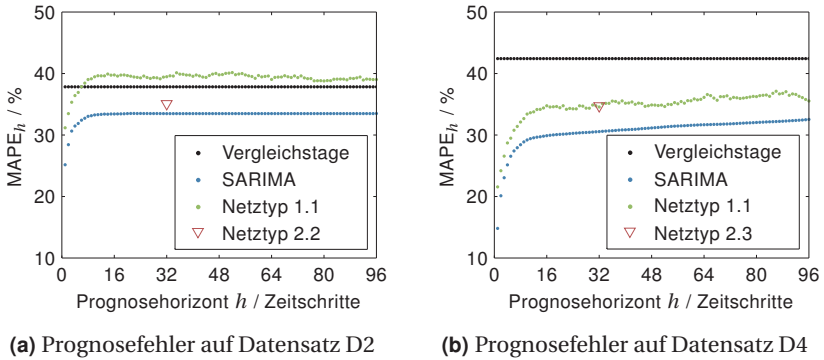 50
40
30
20
10
MAPEh / %
0 16 32 48 64 80 96
Prognosehorizont h / Zeitschritte
Vergleichstage
SARIMA
Netztyp 1.1
Netztyp 2.2
(a) Prognosefehler auf Datensatz D2
50
40
30
20
10
MAPEh / %
0 16 32 48 64 80 96
Prognosehorizont h / Zeitschritte
Vergleichstage
SARIMA
Netztyp 1.1
Netztyp 2.3
(b) Prognosefehler auf Datensatz D4